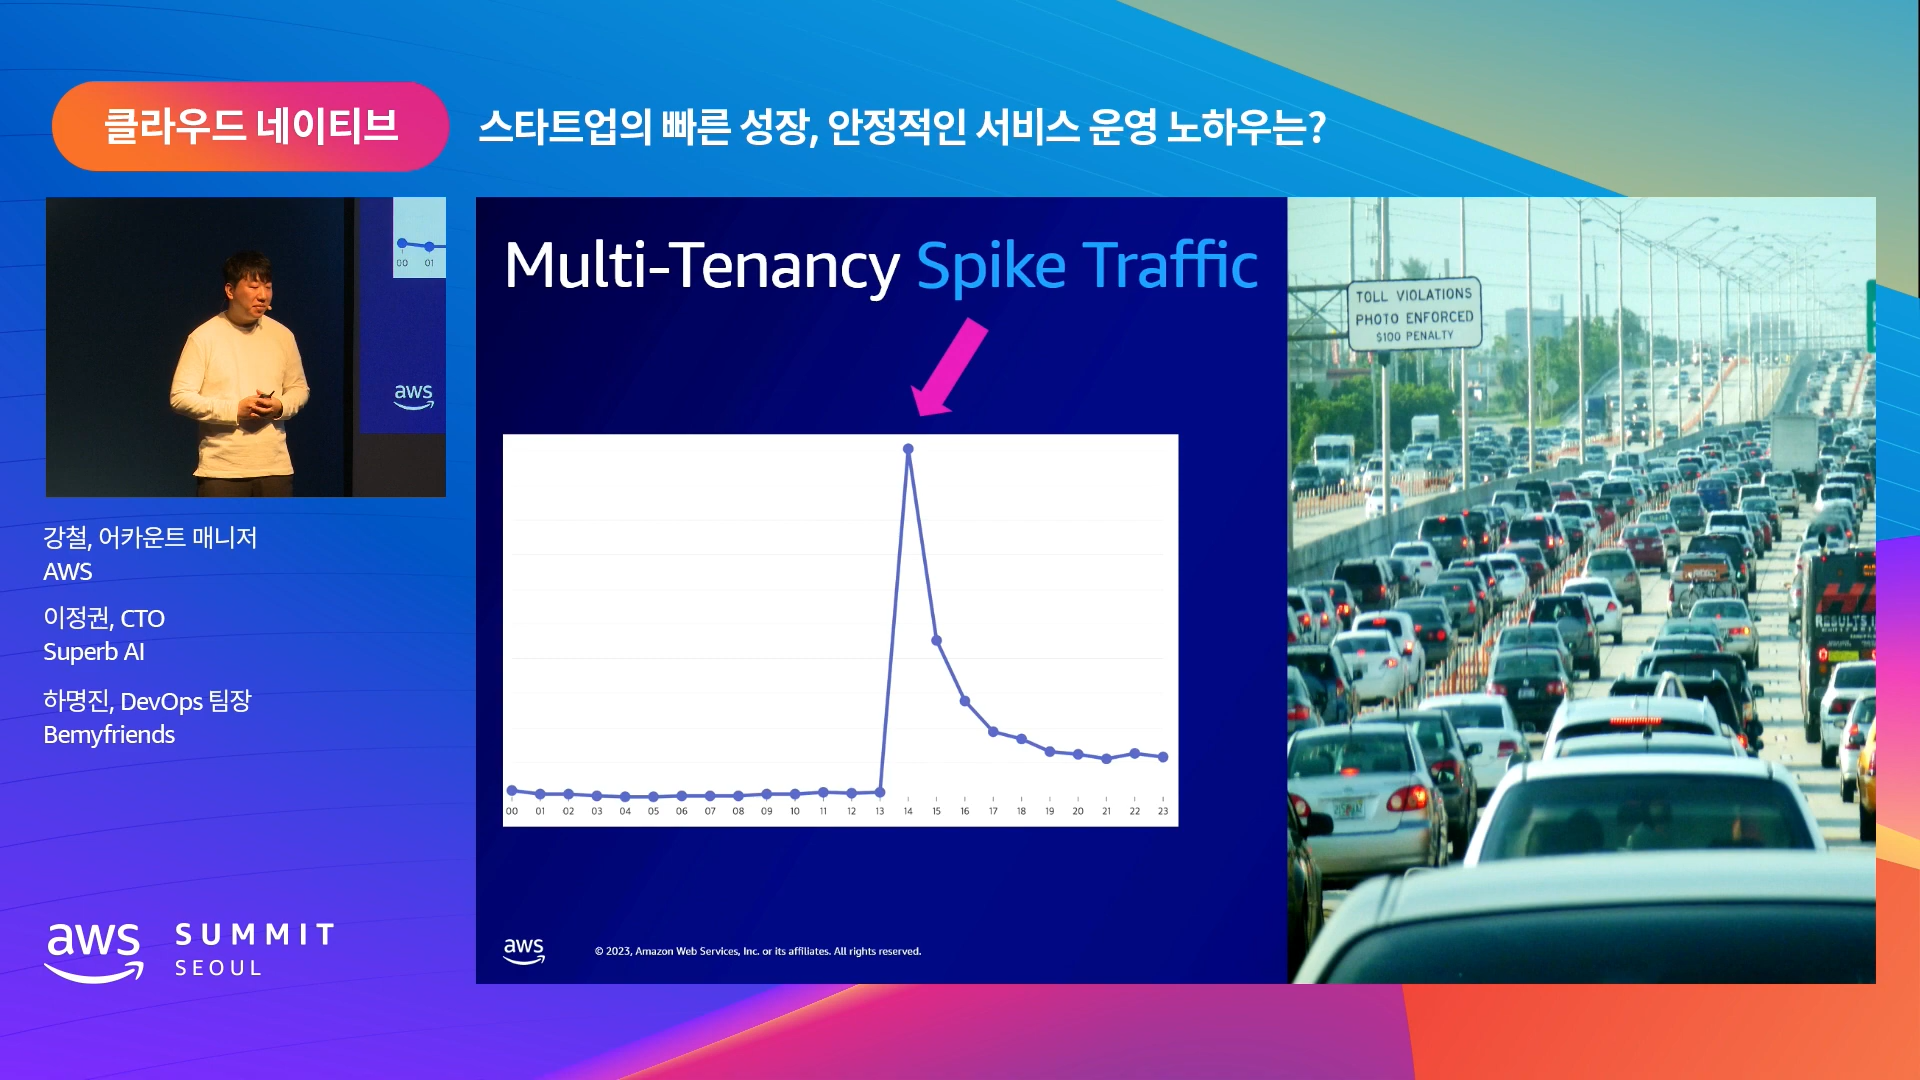 클라우드 네이티브
스타트업의 빠른 성장, 안정적인 서비스 운영 노하우는?
00 01
aws
강철, 어카운트 매니저
AWS
이정권, CTO
Superb AI
하명진, DevOps 팀장
Bemyfriends
aws SUMMIT
SEOUL
Multi-Tenancy Spike Traffic
00 01 02 03 04 05 06 07 08 09 10 11 12 13 14 15 16 17 18 19 20 21 22 23
aws
© 2023, Amazon Web Services, Inc. or its affiliates. All rights reserved.
TOLL VIOLATIONS
PHOTO ENFORCED
$100 PENALTY